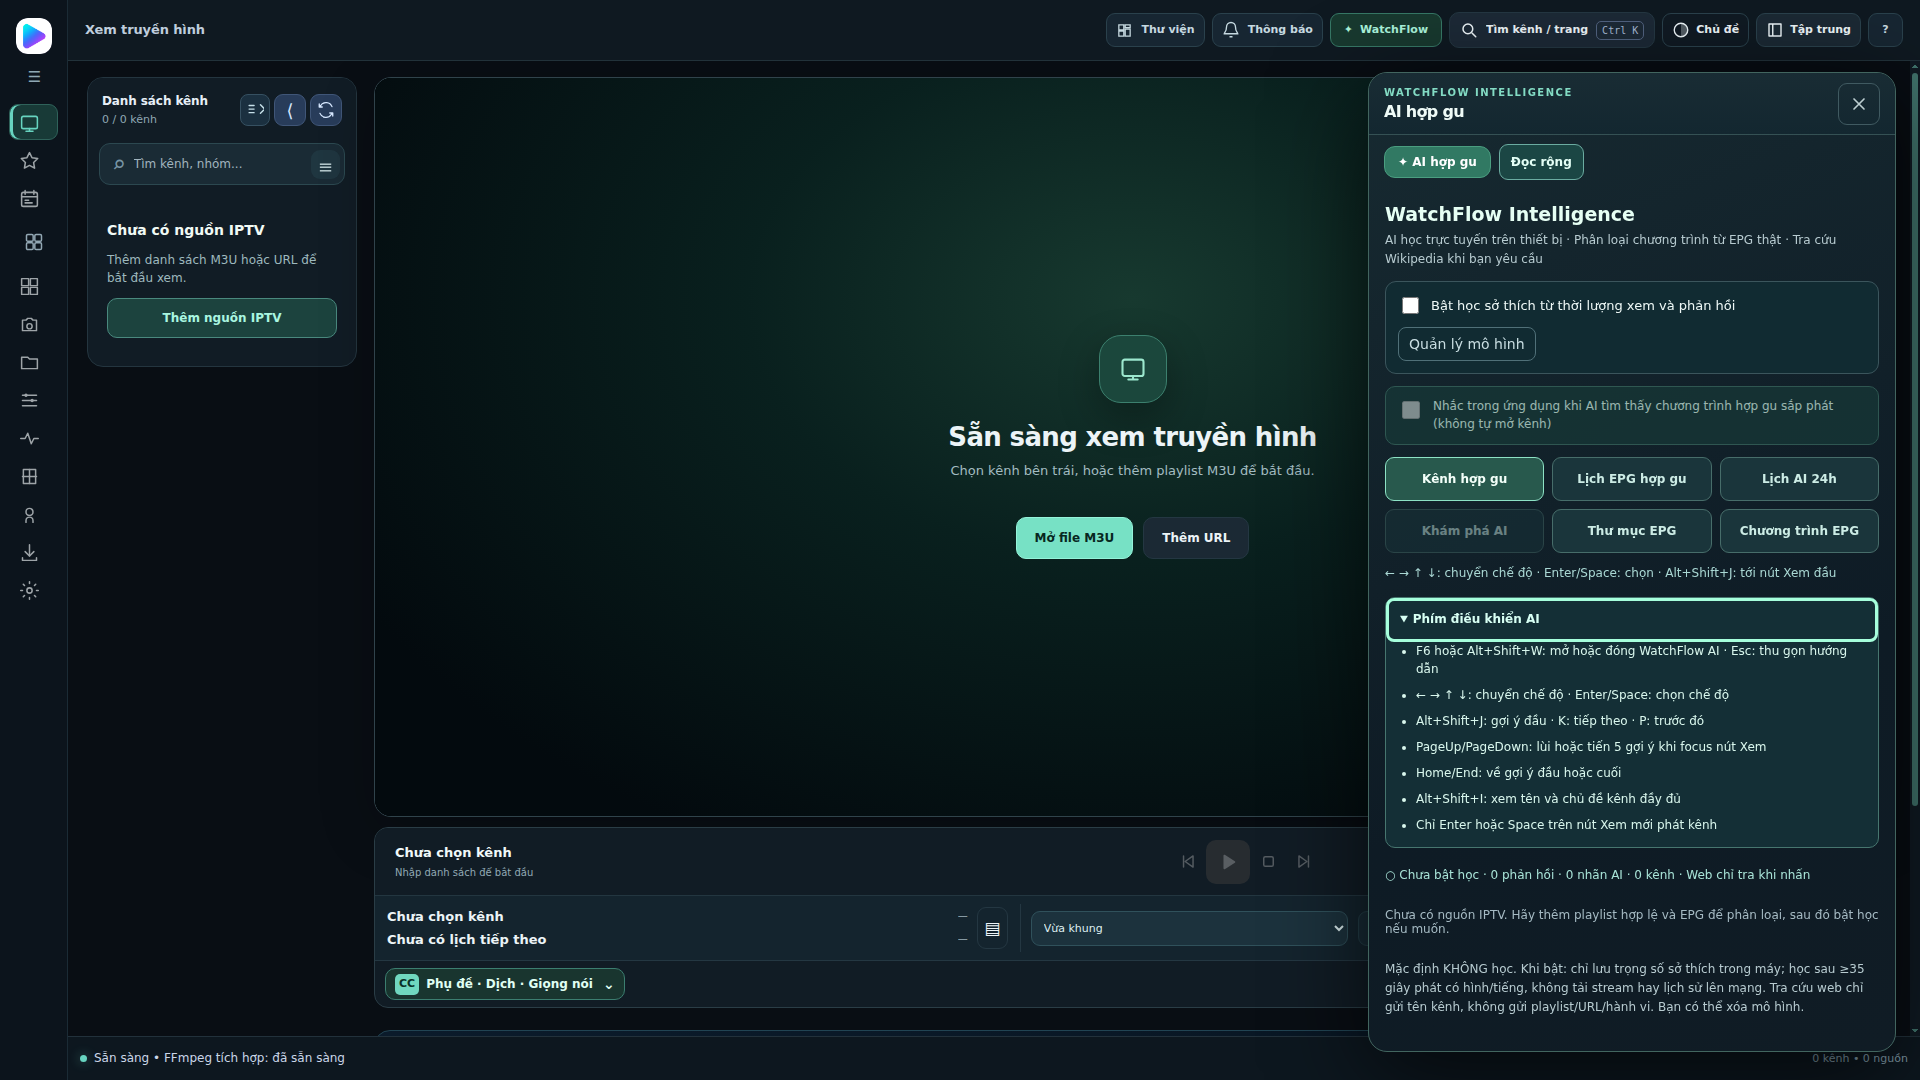 Xem truyền hình
Thư viện
Thông báo
✦ WatchFlow
Tìm kênh / trang Ctrl K
Chủ đề
Tập trung
?
Danh sách kênh
0 / 0 kênh
Tìm kênh, nhóm...
Chưa có nguồn IPTV
Thêm danh sách M3U hoặc URL để
bắt đầu xem.
Thêm nguồn IPTV
Sẵn sàng xem truyền hình
Chọn kênh bên trái, hoặc thêm playlist M3U để bắt đầu.
Mở file M3U
Thêm URL
Chưa chọn kênh
Nhập danh sách để bắt đầu
Chưa chọn kênh —
Chưa có lịch tiếp theo —
Vừa khung
CC Phụ đề · Dịch · Giọng nói
WATCHFLOW INTELLIGENCE
AI hợp gu
✦ AI hợp gu
Đọc rộng
WatchFlow Intelligence
AI học trực tuyến trên thiết bị · Phân loại chương trình từ EPG thật · Tra cứu
Wikipedia khi bạn yêu cầu
Bật học sở thích từ thời lượng xem và phản hồi
Quản lý mô hình
Nhắc trong ứng dụng khi AI tìm thấy chương trình hợp gu sắp phát
(không tự mở kênh)
Kênh hợp gu
Lịch EPG hợp gu
Lịch AI 24h
Khám phá AI
Thư mục EPG
Chương trình EPG
← → ↑ ↓: chuyển chế độ · Enter/Space: chọn · Alt+Shift+J: tới nút Xem đầu
▼ Phím điều khiển AI
• F6 hoặc Alt+Shift+W: mở hoặc đóng WatchFlow AI · Esc: thu gọn hướng
dẫn
• ← → ↑ ↓: chuyển chế độ · Enter/Space: chọn chế độ
• Alt+Shift+J: gợi ý đầu · K: tiếp theo · P: trước đó
• PageUp/PageDown: lùi hoặc tiến 5 gợi ý khi focus nút Xem
• Home/End: về gợi ý đầu hoặc cuối
• Alt+Shift+I: xem tên và chủ đề kênh đầy đủ
• Chỉ Enter hoặc Space trên nút Xem mới phát kênh
○ Chưa bật học · 0 phản hồi · 0 nhãn AI · 0 kênh · Web chỉ tra khi nhấn
Chưa có nguồn IPTV. Hãy thêm playlist hợp lệ và EPG để phân loại, sau đó bật học
nếu muốn.
Mặc định KHÔNG học. Khi bật: chỉ lưu trọng số sở thích trong máy; học sau ≥35
giây phát có hình/tiếng, không tải stream hay lịch sử lên mạng. Tra cứu web chỉ
gửi tên kênh, không gửi playlist/URL/hành vi. Bạn có thể xóa mô hình.
Sẵn sàng • FFmpeg tích hợp: đã sẵn sàng
0 kênh • 0 nguồn